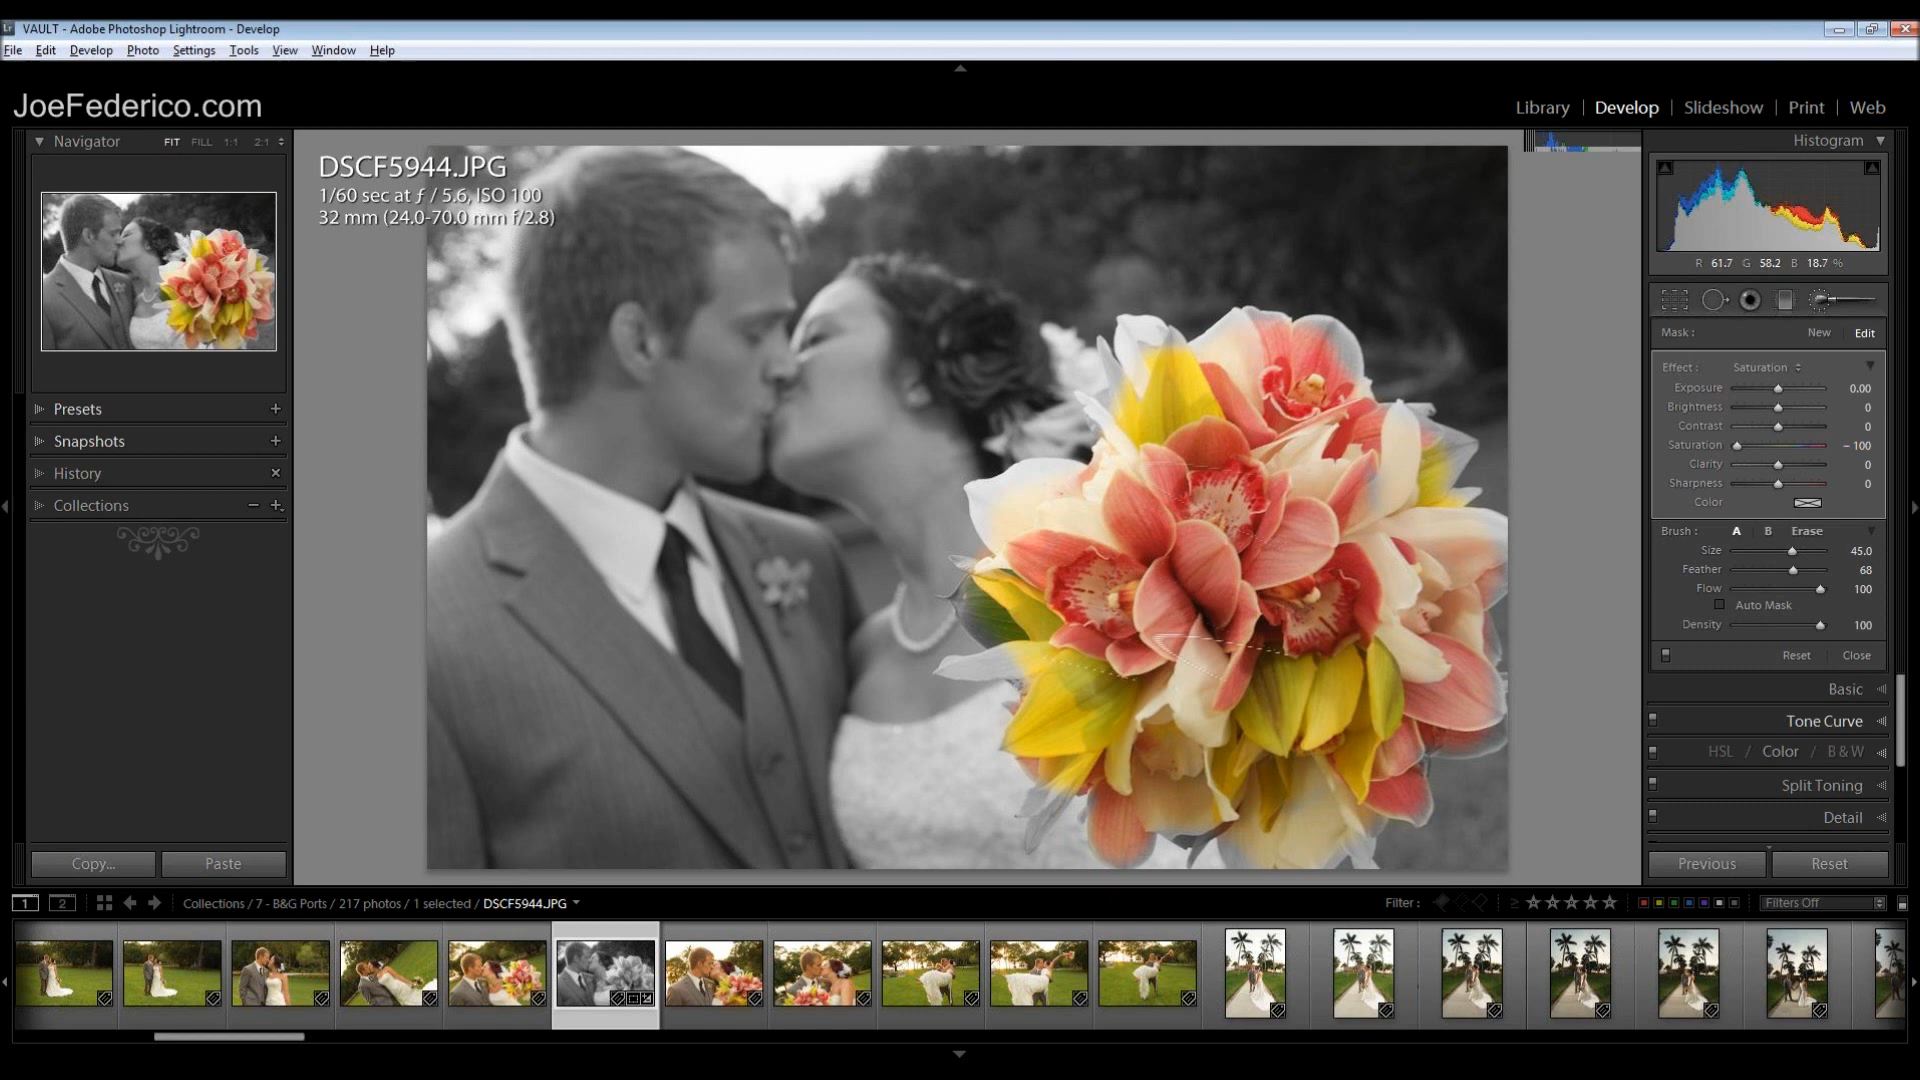 VAULT - Adobe Photoshop Lightroom - Develop
File Edit Develop Photo Settings Tools View Window Help
JoeFederico.com
Library | Develop | Slideshow | Print | Web
Navigator FIT FILL 1:1 2:1
Histogram
DSCF5944.JPG
1/60 sec at ƒ / 5.6, ISO 100
32 mm (24.0-70.0 mm f/2.8)
R 61.7 G 58.2 B 18.7 %
Mask : New Edit
Effect : Saturation
Exposure 0.00
Brightness 0
Contrast 0
Saturation – 100
Clarity 0
Sharpness 0
Color
Brush : A B Erase
Size 45.0
Feather 68
Flow 100
Auto Mask
Density 100
Reset Close
Presets
Snapshots
History
Collections
Basic
Tone Curve
HSL / Color / B & W
Split Toning
Detail
Copy... Paste
Previous Reset
1 2 Collections / 7 - B&G Ports / 217 photos / 1 selected / DSCF5944.JPG
Filter : ≥ Filters Off